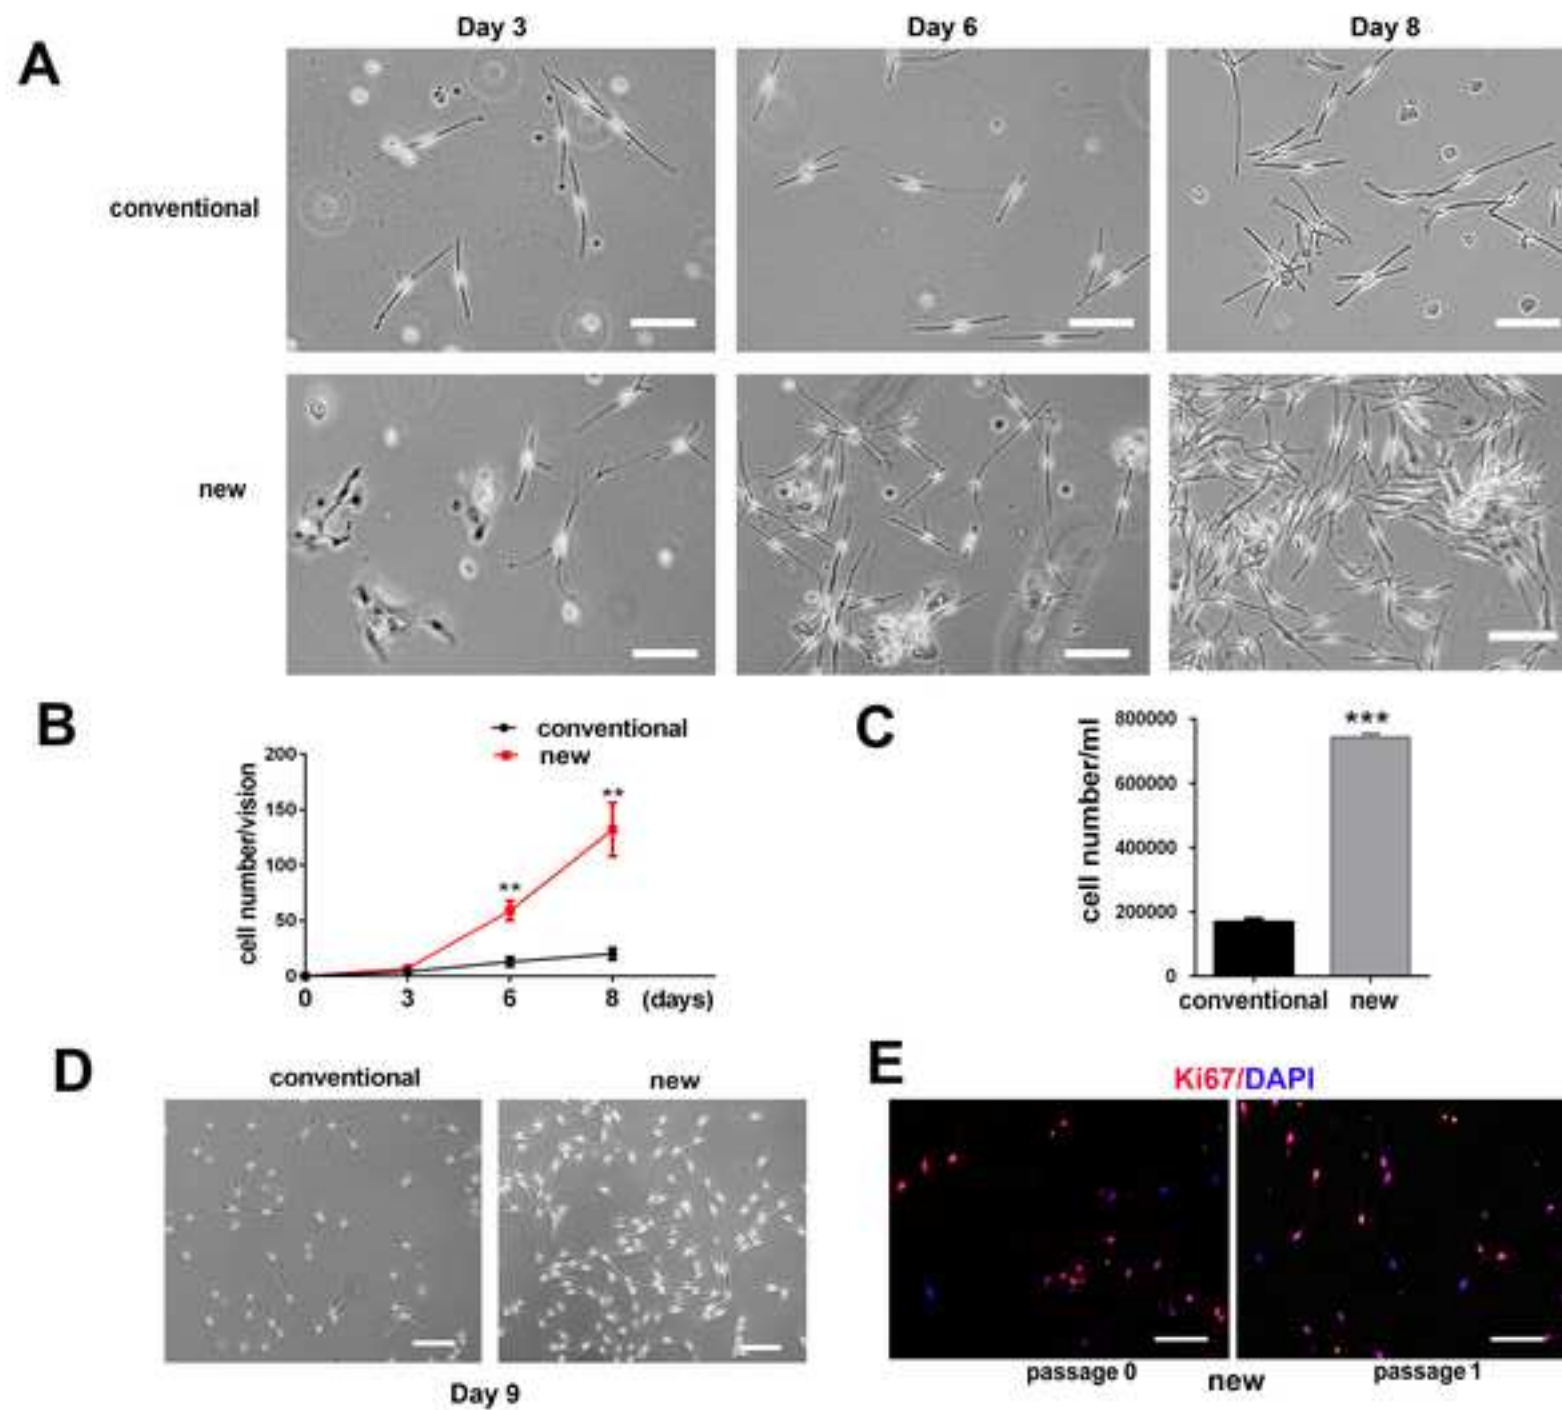 A
Day 3
Day 6
Day 8
conventional
new
B
conventional
new
cell number/vision
200
150
100
50
0
**
**
0 3 6 8 (days)
C
cell number/ml
800000
600000
400000
200000
0
***
conventional new
D
conventional
new
Day 9
E
Ki67/DAPI
passage 0
new
passage 1